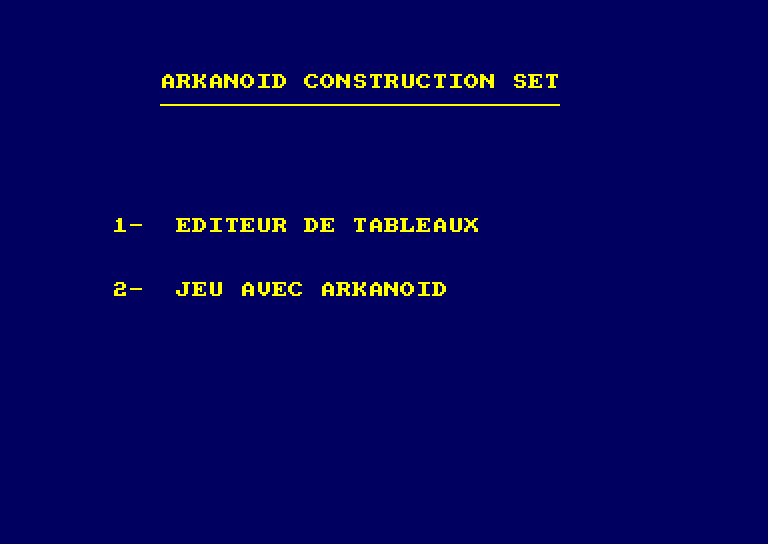 ARKANOID CONSTRUCTION SET
1- EDITEUR DE TABLEAUX
2- JEU AVEC ARKANOID